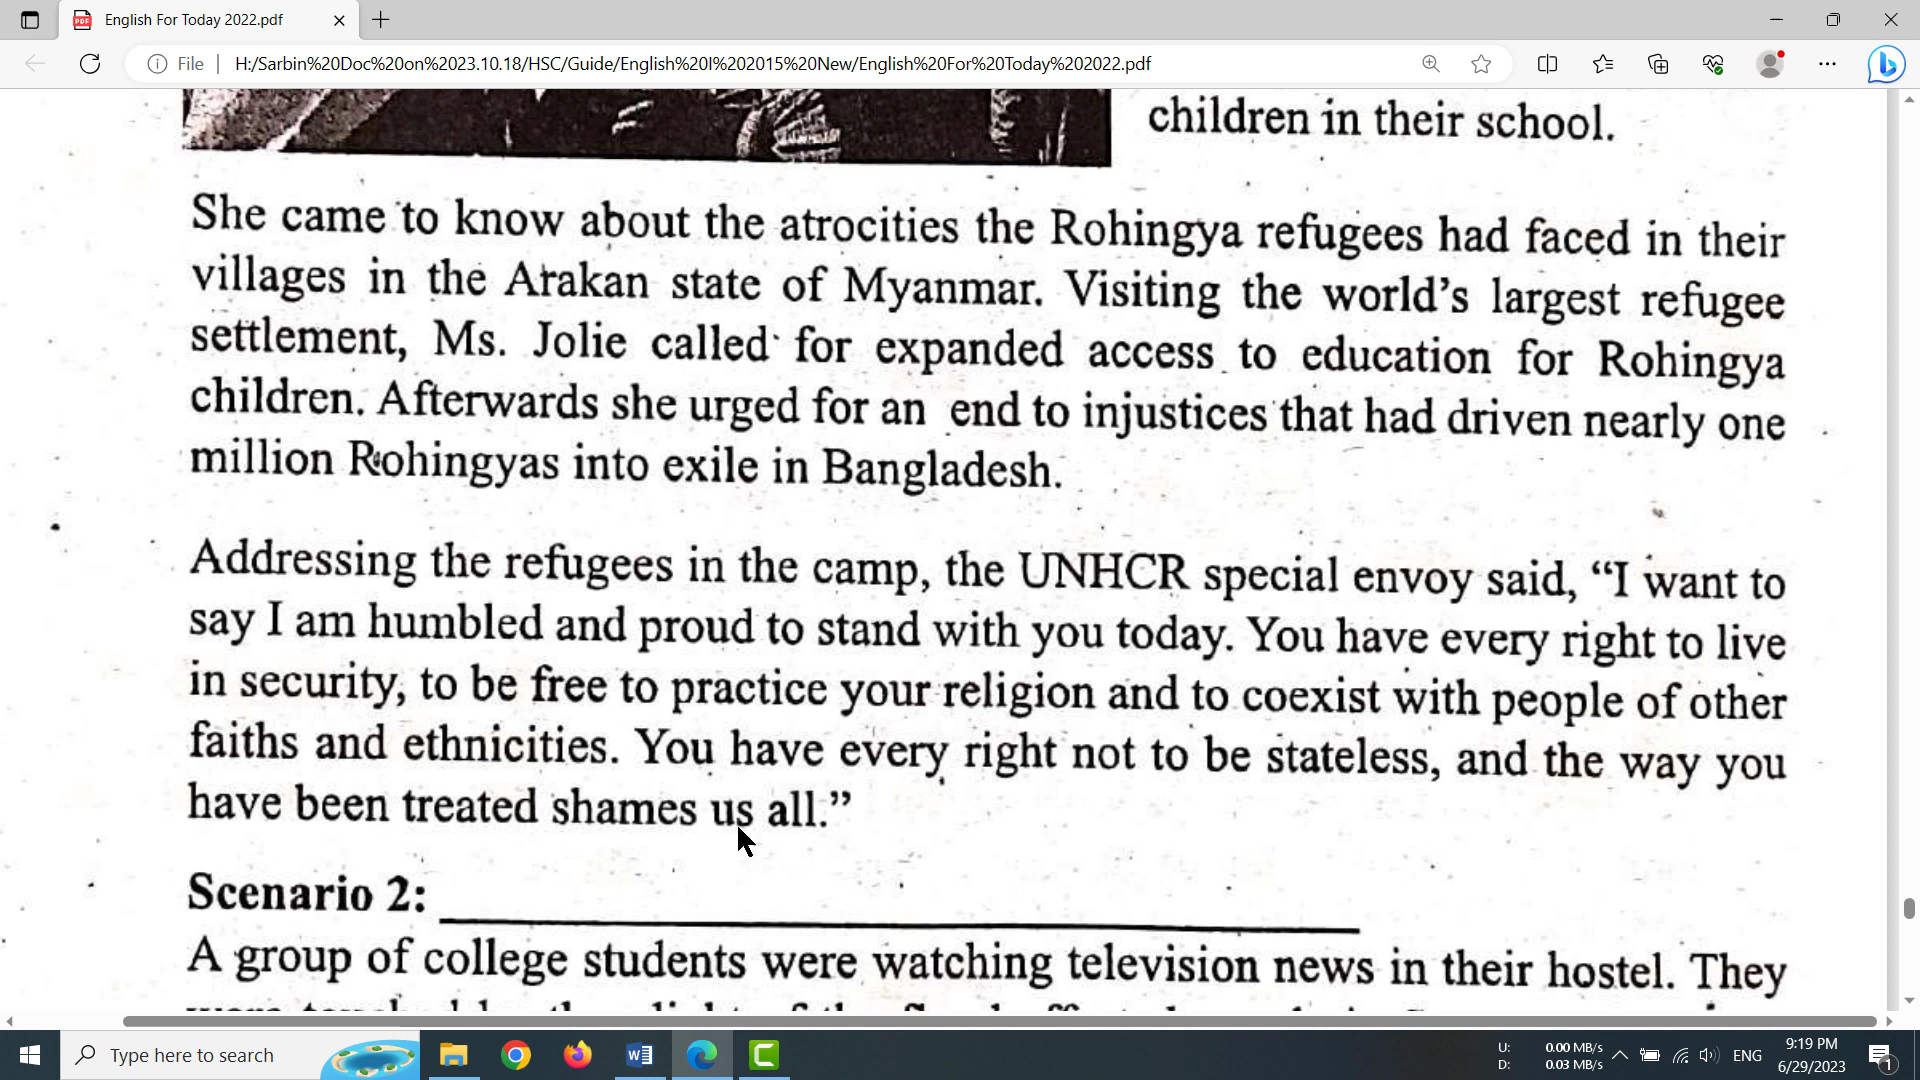 English For Today 2022.pdf
File
H:/Sarbin%20Doc%20on%2023.10.18/HSC/Guide/English%20I%202015%20New/English%20For%20Today%202022.pdf
children in their school.
She came to know about the atrocities the Rohingya refugees had faced in their
villages in the Arakan state of Myanmar. Visiting the world's largest refugee
settlement, Ms. Jolie called for expanded access to education for Rohingya
children. Afterwards she urged for an end to injustices that had driven nearly one
million Rohingyas into exile in Bangladesh.
Addressing the refugees in the camp, the UNHCR special envoy said, “I want to
say I am humbled and proud to stand with you today. You have every right to live
in security, to be free to practice your religion and to coexist with people of other
faiths and ethnicities. You have every right not to be stateless, and the way you
have been treated shames us all.”
Scenario 2:
A group of college students were watching television news in their hostel. They
Type here to search
U: 0.00 MB/s
D: 0.03 MB/s
ENG
9:19 PM
6/29/2023
1